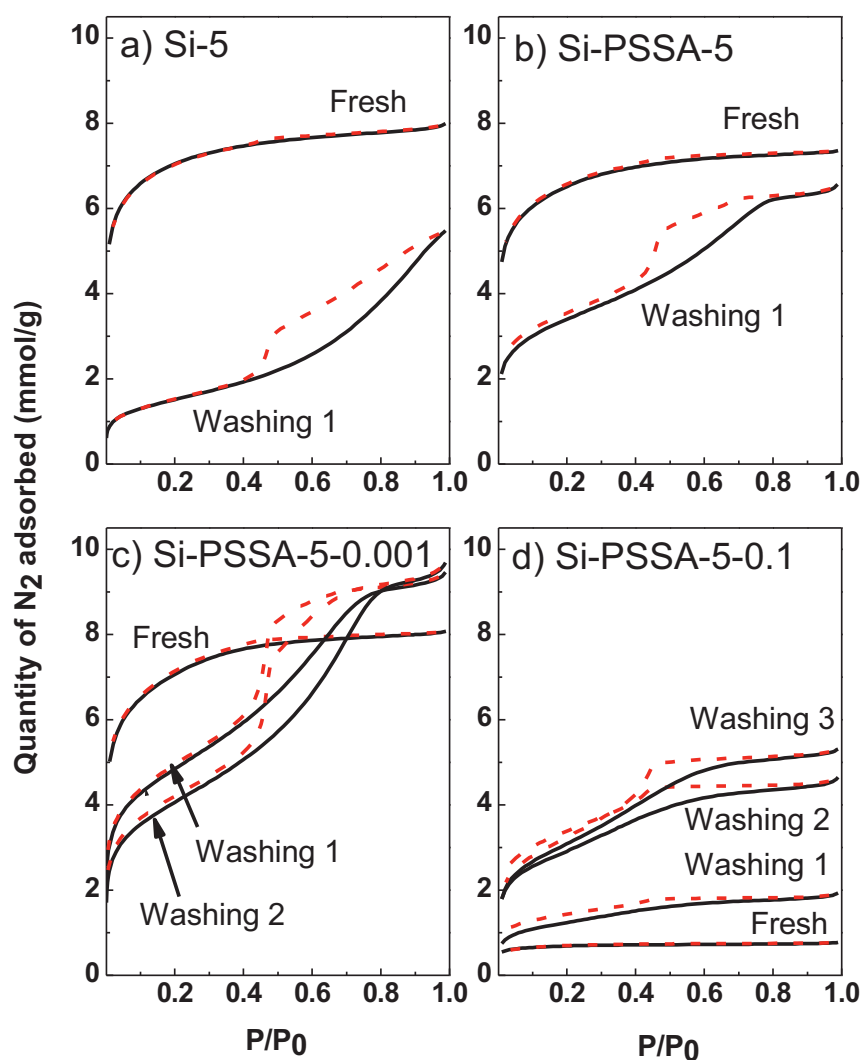 a) Si-5
b) Si-PSSA-5
Fresh
Fresh
Washing 1
Washing 1
10
8
6
4
2
0
0.2 0.4 0.6 0.8 1.0
10
8
6
4
2
0
0.2 0.4 0.6 0.8 1.0
Quantity of N2 adsorbed (mmol/g)
c) Si-PSSA-5-0.001
d) Si-PSSA-5-0.1
Fresh
Washing 1
Washing 2
Washing 3
Washing 2
Washing 1
Fresh
10
8
6
4
2
0
0.2 0.4 0.6 0.8 1.0
10
8
6
4
2
0
0.2 0.4 0.6 0.8 1.0
P/P0
P/P0